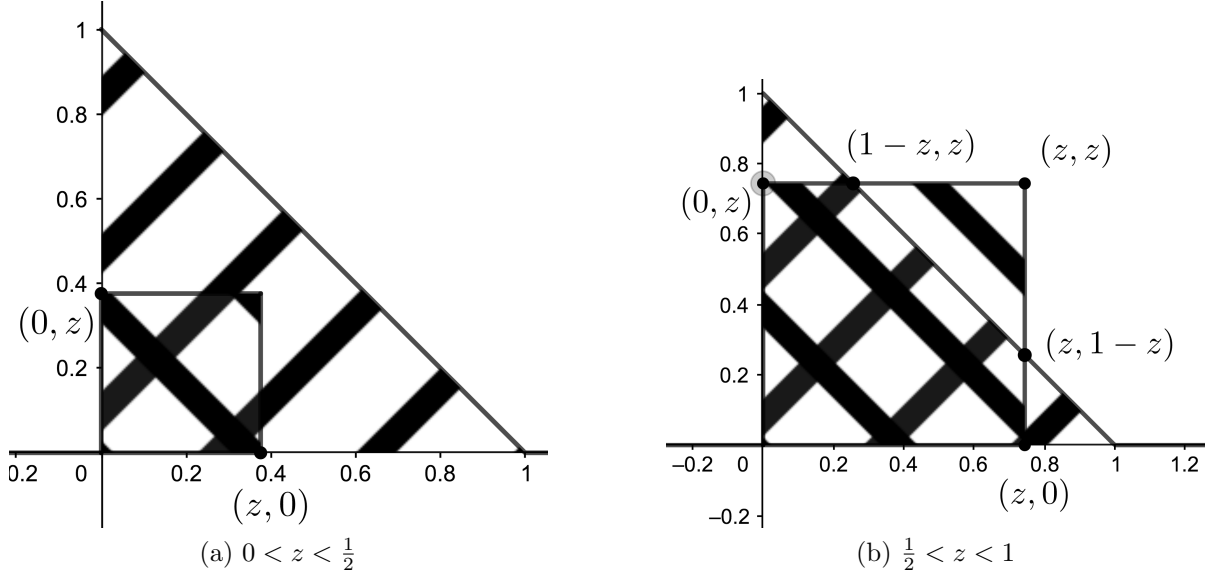 1
0.8
0.6
0.4
(0, z)
0.2
0.2 0 0.2 0.4 0.6 0.8 1
(z, 0)
(a) 0 < z < 1/2
1
(1 − z, z) (z, z)
0.8
(0, z)
0.6
0.4
(z, 1 − z)
0.2
−0.2 0 0.2 0.4 0.6 0.8 1 1.2
(z, 0)
−0.2
(b) 1/2 < z < 1